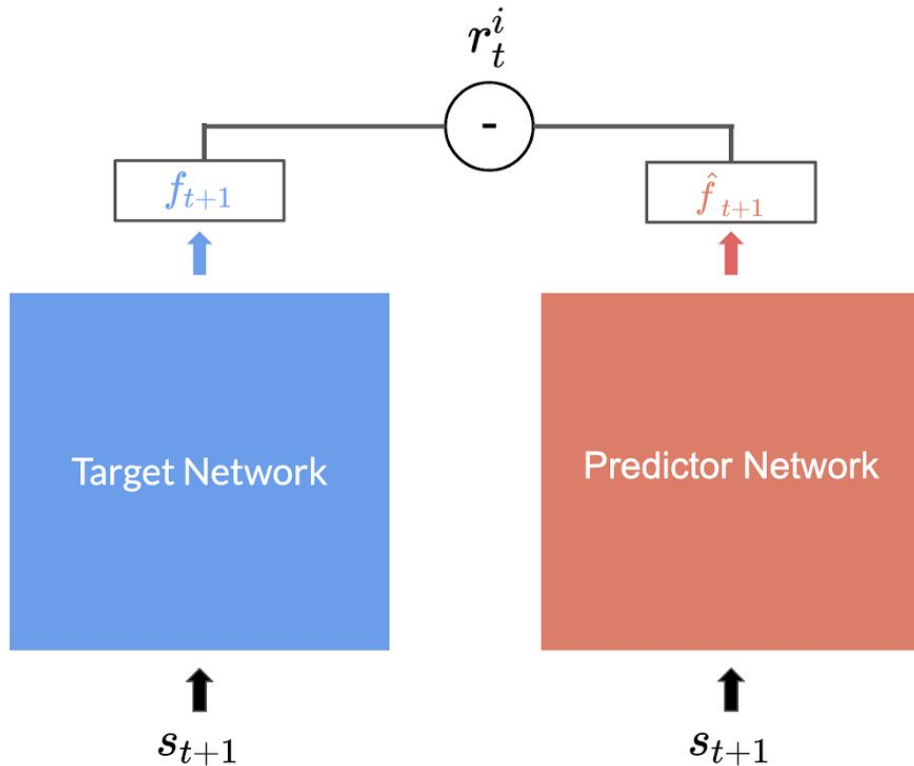 r_t^i
-
f_{t+1}
f̂_{t+1}
Target Network
Predictor Network
s_{t+1}
s_{t+1}